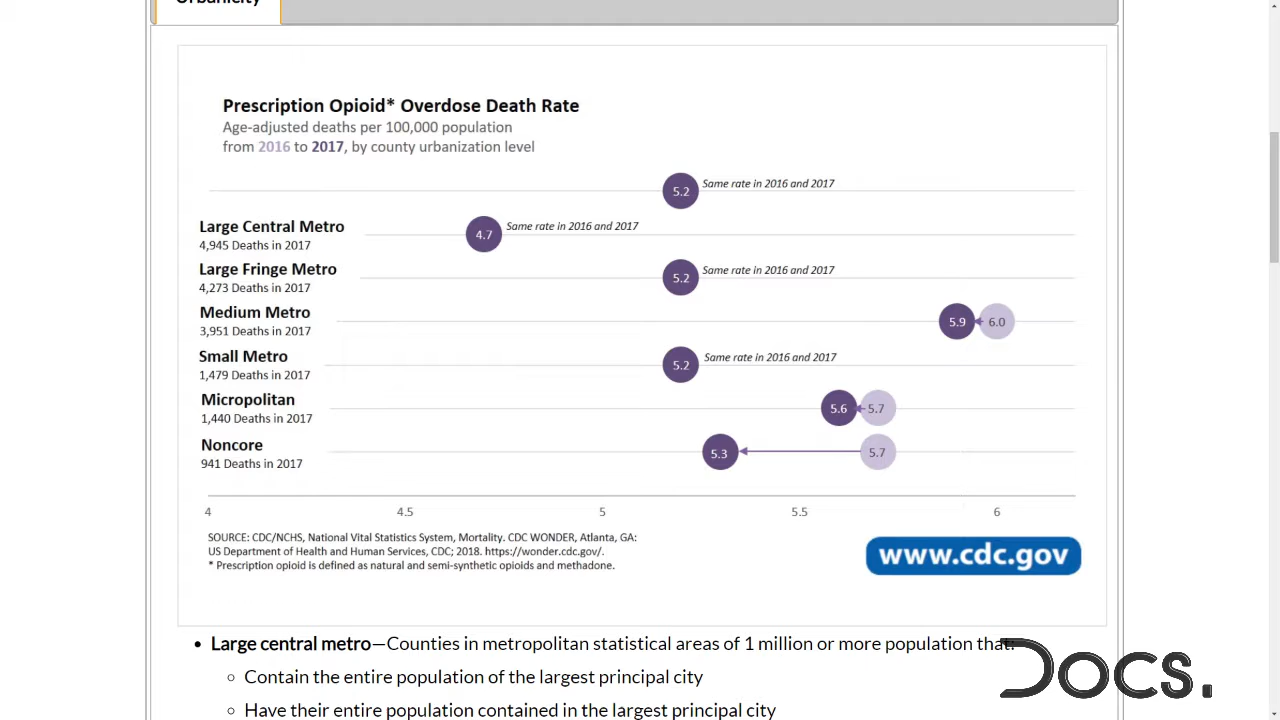 Urbanicity
Prescription Opioid* Overdose Death Rate
Age-adjusted deaths per 100,000 population
from 2016 to 2017, by county urbanization level
5.2 Same rate in 2016 and 2017
Large Central Metro
4,945 Deaths in 2017
4.7 Same rate in 2016 and 2017
Large Fringe Metro
4,273 Deaths in 2017
5.2 Same rate in 2016 and 2017
Medium Metro
3,951 Deaths in 2017
5.9 6.0
Small Metro
1,479 Deaths in 2017
5.2 Same rate in 2016 and 2017
Micropolitan
1,440 Deaths in 2017
5.6 5.7
Noncore
941 Deaths in 2017
5.3 5.7
4 4.5 5 5.5 6
SOURCE: CDC/NCHS, National Vital Statistics System, Mortality. CDC WONDER, Atlanta, GA:
US Department of Health and Human Services, CDC; 2018. https://wonder.cdc.gov/.
* Prescription opioid is defined as natural and semi-synthetic opioids and methadone.
www.cdc.gov
• Large central metro—Counties in metropolitan statistical areas of 1 million or more population that:
Contain the entire population of the largest principal city
Have their entire population contained in the largest principal city
DOCS.